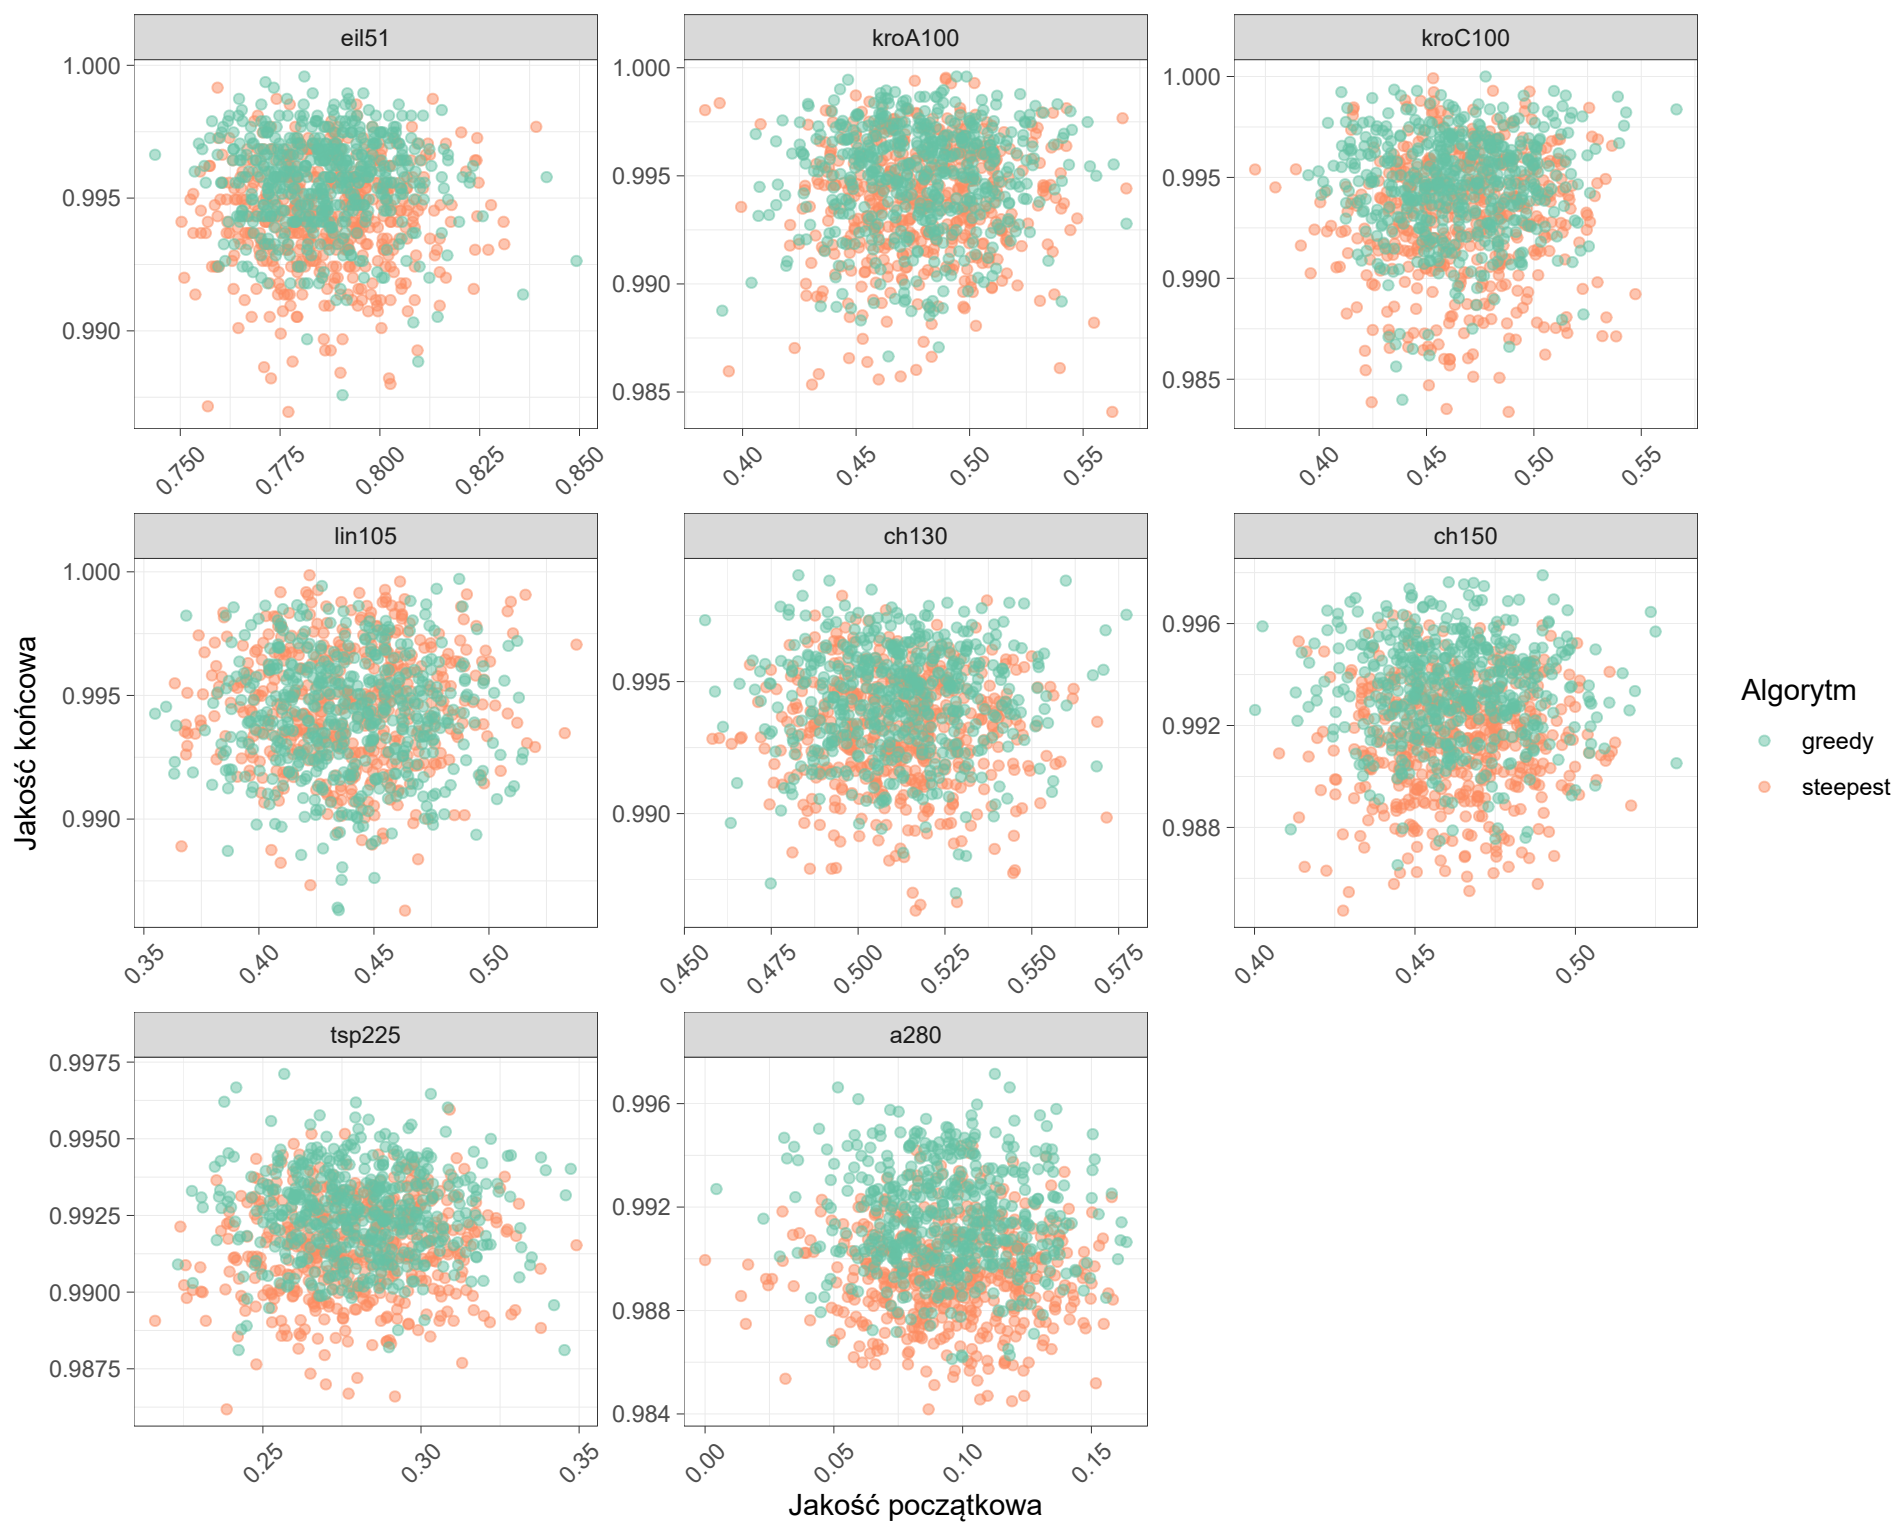 eil51 kroA100 kroC100
1.000 1.000 1.000
0.995 0.995 0.995
0.990 0.990 0.990
0.985 0.985
0.750 0.775 0.800 0.825 0.850 0.40 0.45 0.50 0.55 0.40 0.45 0.50 0.55
lin105 ch130 ch150
1.000 0.995 0.996
0.995 0.990 0.992
0.990 0.988
0.35 0.40 0.45 0.50 0.450 0.475 0.500 0.525 0.550 0.575 0.40 0.45 0.50
tsp225 a280
0.9975 0.996
0.9950 0.992
0.9925 0.988
0.9900 0.984
0.9875
0.25 0.30 0.35 0.00 0.05 0.10 0.15
Jakość końcowa
Jakość początkowa
Algorytm
greedy
steepest